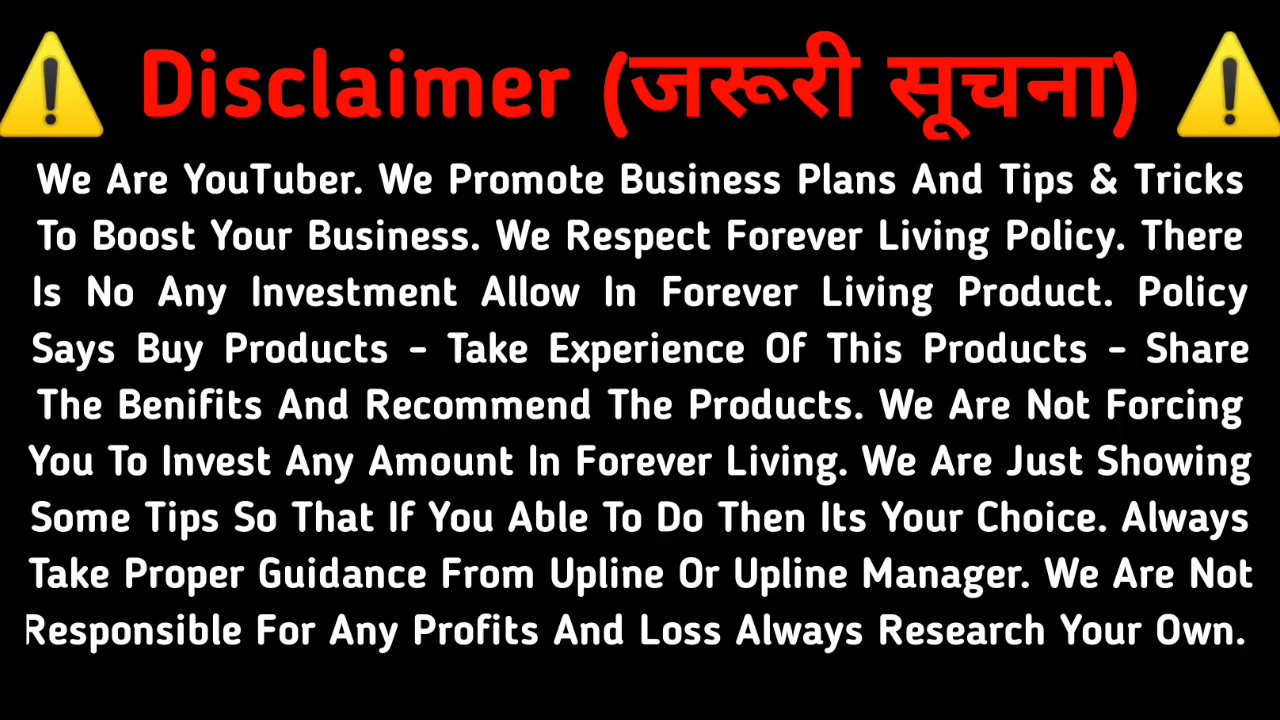 ⚠️ Disclaimer (जरूरी सूचना) ⚠️
We Are YouTuber. We Promote Business Plans And Tips & Tricks
To Boost Your Business. We Respect Forever Living Policy. There
Is No Any Investment Allow In Forever Living Product. Policy
Says Buy Products - Take Experience Of This Products - Share
The Benifits And Recommend The Products. We Are Not Forcing
You To Invest Any Amount In Forever Living. We Are Just Showing
Some Tips So That If You Able To Do Then Its Your Choice. Always
Take Proper Guidance From Upline Or Upline Manager. We Are Not
Responsible For Any Profits And Loss Always Research Your Own.